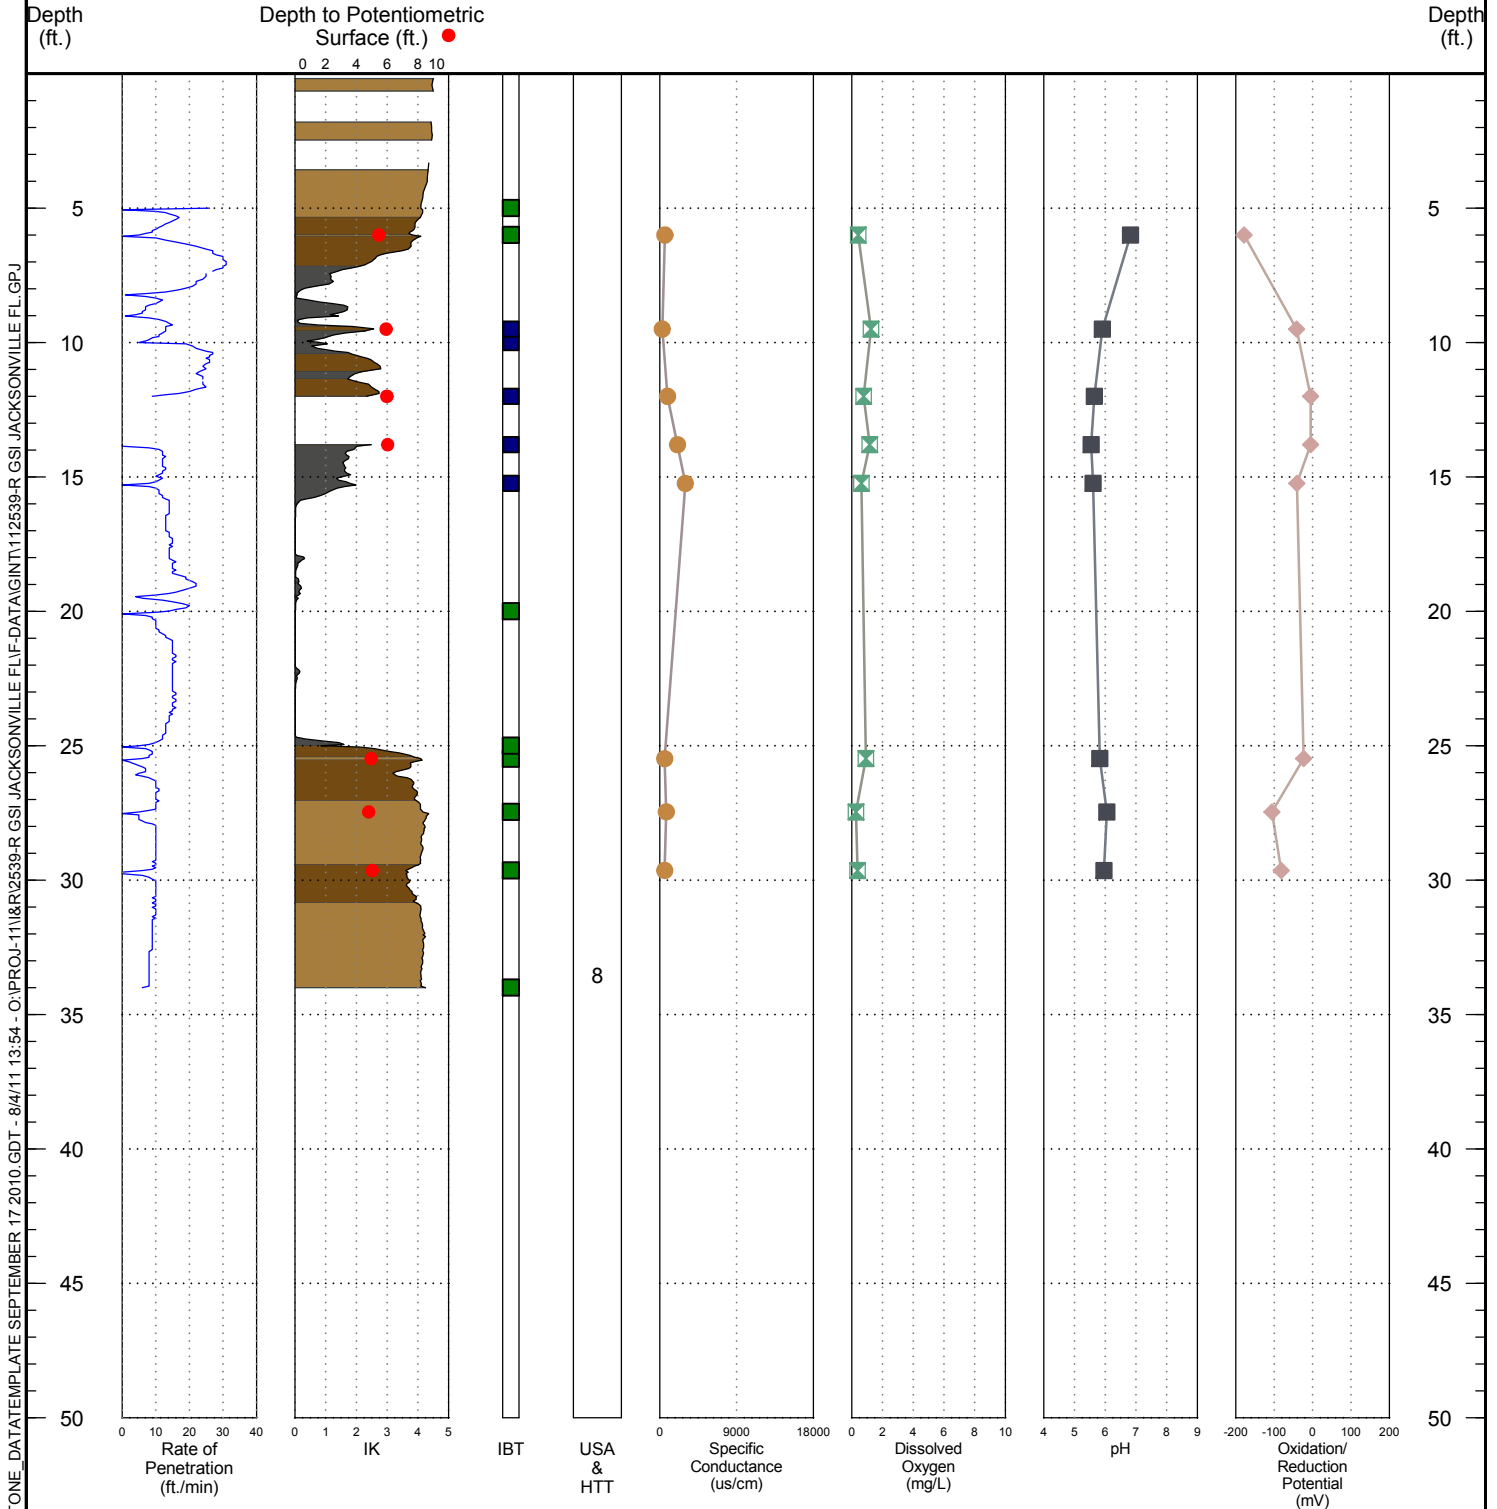 Depth
(ft.)
Depth to Potentiometric
Surface (ft.)
Depth
(ft.)
0 2 4 6 8 10
5 5
10 10
15 15
20 20
25 25
30 30
8
35 35
40 40
45 45
50 50
0 10 20 30 40
0 1 2 3 4 5
0 9000 18000
0 2 4 6 8 10
4 5 6 7 8 9
-200 -100 0 100 200
Rate of
Penetration
(ft./min)
IK
IBT
USA
&
HTT
Specific
Conductance
(us/cm)
Dissolved
Oxygen
(mg/L)
pH
Oxidation/
Reduction
Potential
(mV)
TONE_DATATEMPLATE SEPTEMBER 17 2010.GDT - 8/4/11 13:54 - O:\PROJ-11\I&R\2539-R GSI JACKSONVILLE FL\F-DATA\GINT\112539-R GSI JACKSONVILLE FL.GPJ